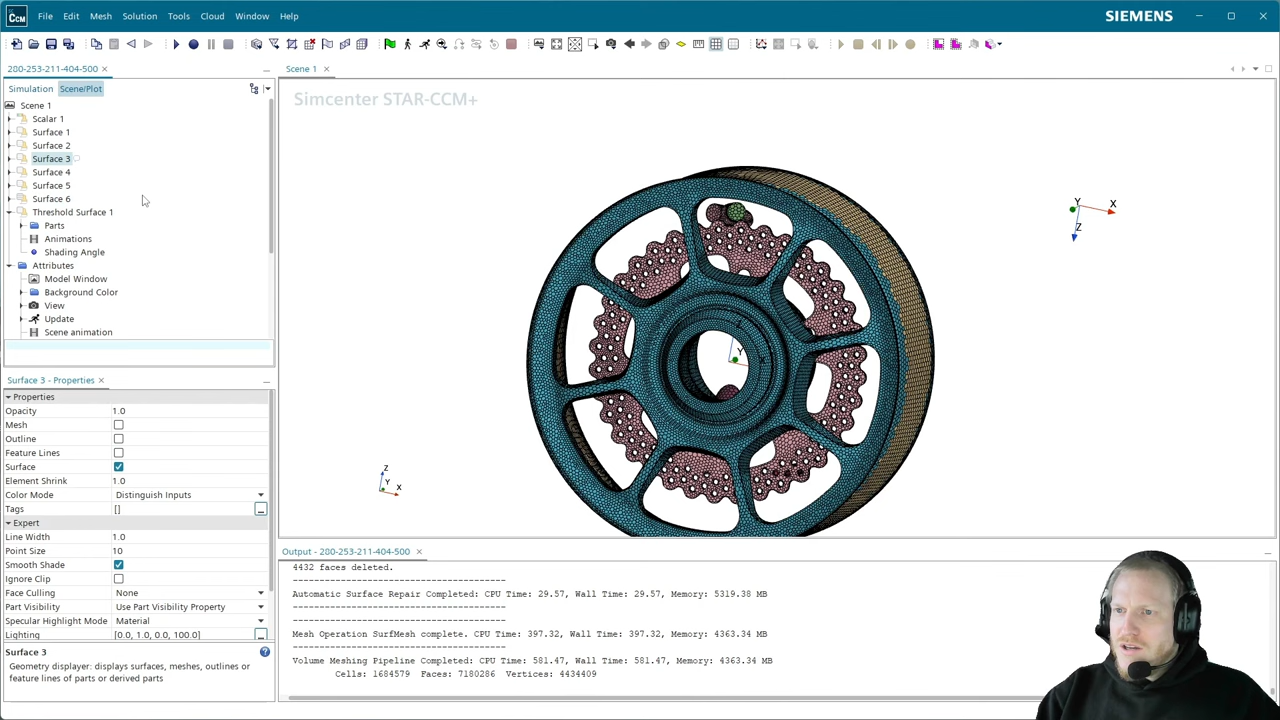 Ccm File Edit Mesh Solution Tools Cloud Window Help SIEMENS
280-253-211-404-500
Simulation Scene/Plot
Scene 1
Scalar 1
Surface 1
Surface 2
Surface 3
Surface 4
Surface 5
Surface 6
Threshold Surface 1
Parts
Animations
Shading Angle
Attributes
Model Window
Background Color
View
Update
Scene animation
Surface 3 - Properties
Properties
Opacity 1.0
Mesh
Outline
Feature Lines
Surface
Element Shrink 1.0
Color Mode Distinguish Inputs
Tags []
Expert
Line Width 1.0
Point Size 10
Smooth Shade
Ignore Clip
Face Culling None
Part Visibility Use Part Visibility Property
Specular Highlight Mode Material
Lighting [0.0, 1.0, 0.0, 100.0]
Surface 3
Geometry displayer: displays surfaces, meshes, outlines or
feature lines of parts or derived parts
Scene 1
Simcenter STAR-CCM+
Y X
Z
Y
Z
Y X
Output - 280-253-211-404-500
4432 faces deleted.
----------------------------------------
Automatic Surface Repair Completed: CPU Time: 29.57, Wall Time: 29.57, Memory: 5319.38 MB
----------------------------------------
----------------------------------------
Mesh Operation SurfMesh complete. CPU Time: 397.32, Wall Time: 397.32, Memory: 4363.34 MB
----------------------------------------
Volume Meshing Pipeline Completed: CPU Time: 581.47, Wall Time: 581.47, Memory: 4363.34 MB
Cells: 1684579 Faces: 7180286 Vertices: 4434409